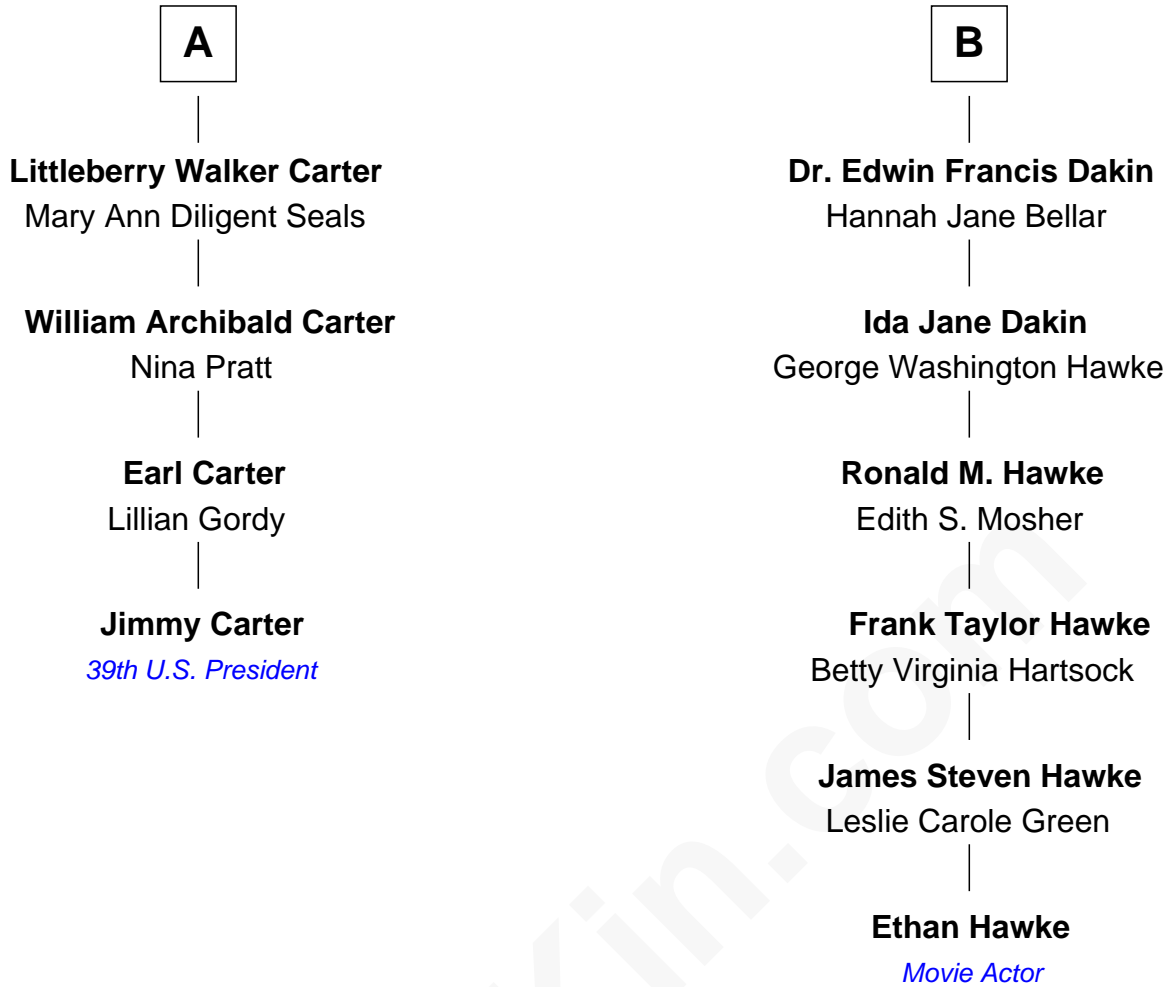 A
Littleberry Walker Carter
Mary Ann Diligent Seals
William Archibald Carter
Nina Pratt
Earl Carter
Lillian Gordy
Jimmy Carter
39th U.S. President
B
Dr. Edwin Francis Dakin
Hannah Jane Bellar
Ida Jane Dakin
George Washington Hawke
Ronald M. Hawke
Edith S. Mosher
Frank Taylor Hawke
Betty Virginia Hartsock
James Steven Hawke
Leslie Carole Green
Ethan Hawke
Movie Actor
Kin.com